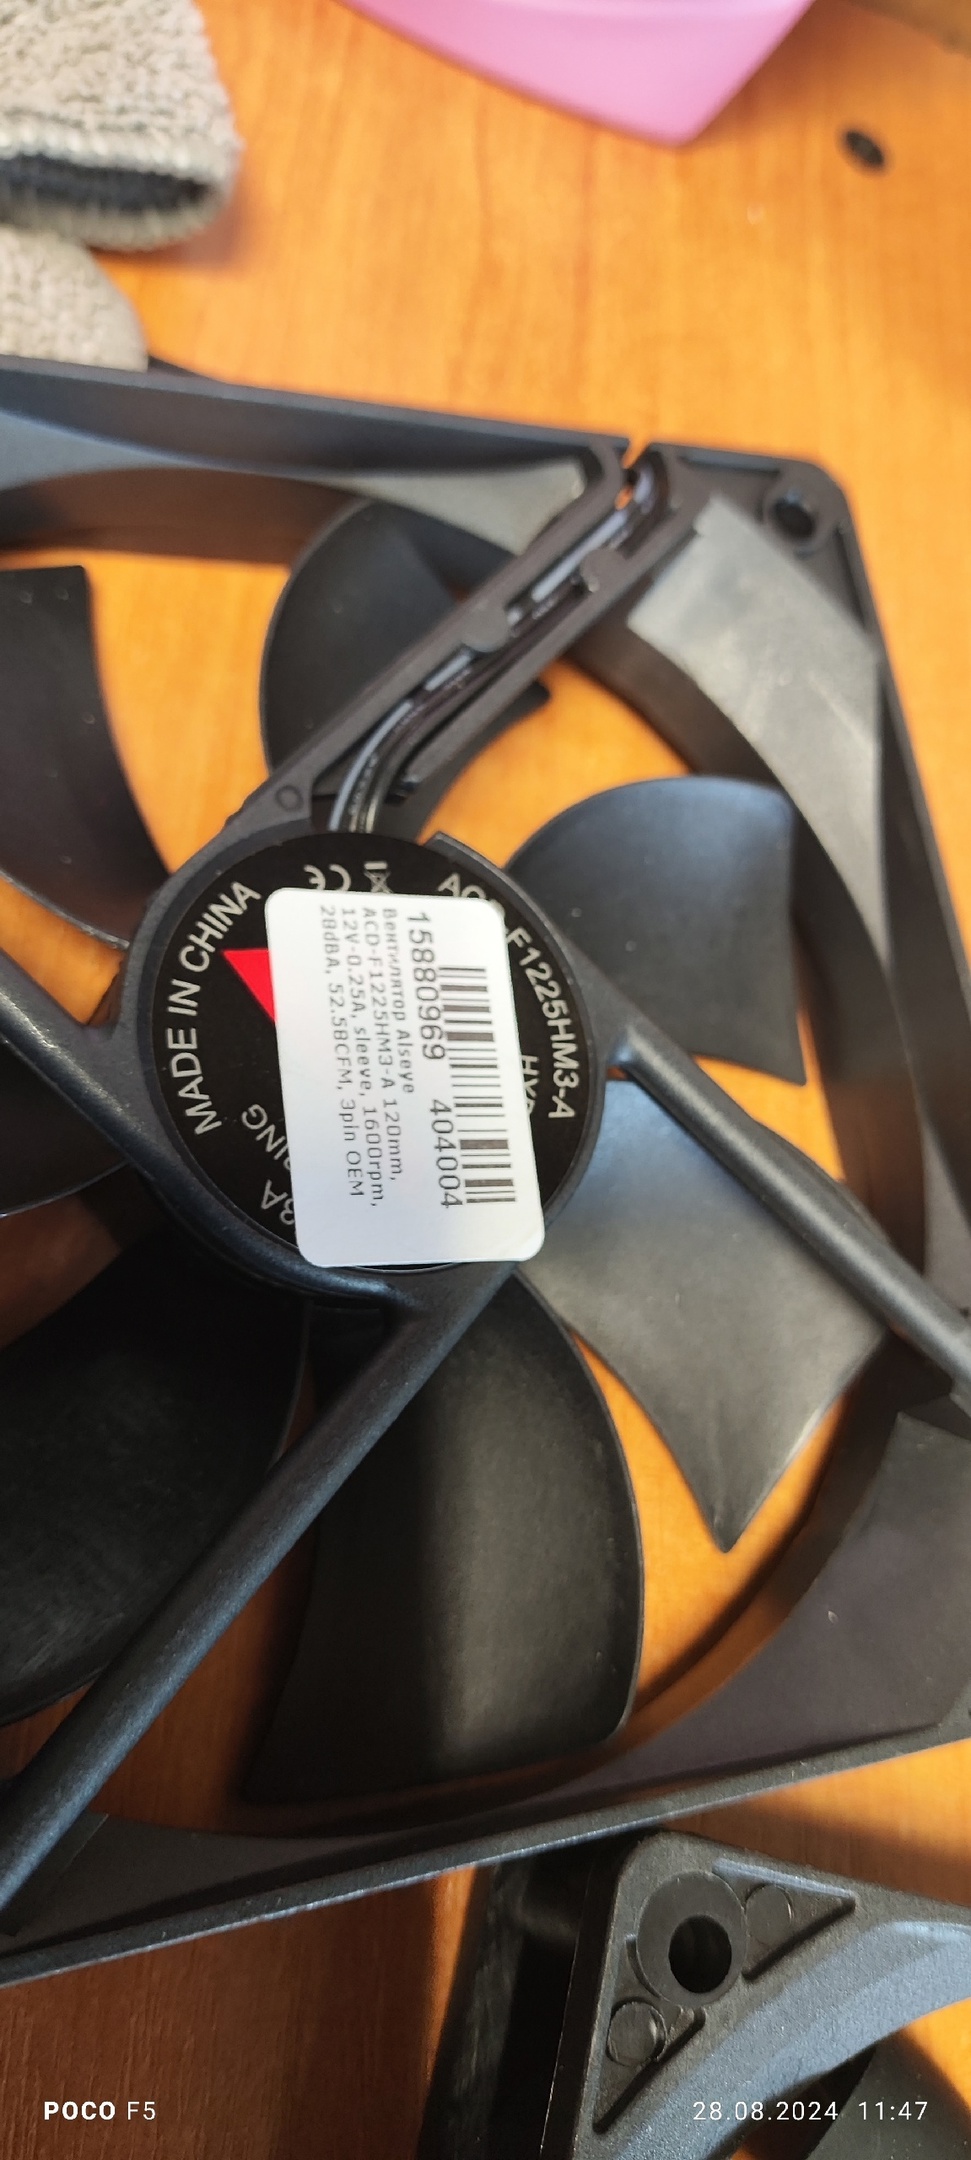 MADE IN CHINA
CE
F1225HM3-A
15880969 404004
Вентилятор Alseye
ACD-F1225HM3-A 120mm,
12V-0.25A, sleeve, 1600rpm,
28dBA, 52.58CFM, 3pin OEM
POCO F5
28.08.2024 11:47